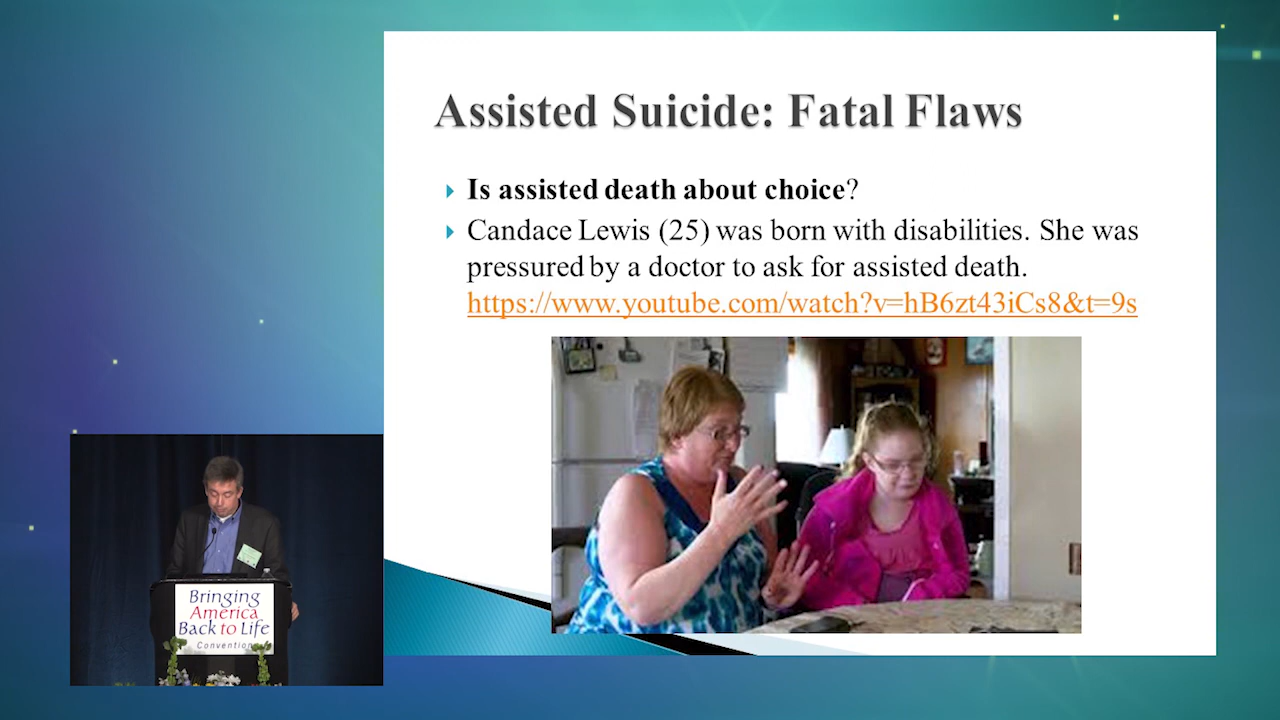 Assisted Suicide: Fatal Flaws
Is assisted death about choice?
Candace Lewis (25) was born with disabilities. She was
pressured by a doctor to ask for assisted death.
https://www.youtube.com/watch?v=hB6zt43iCs8&t=9s
Bringing
America
Back to Life
Convention